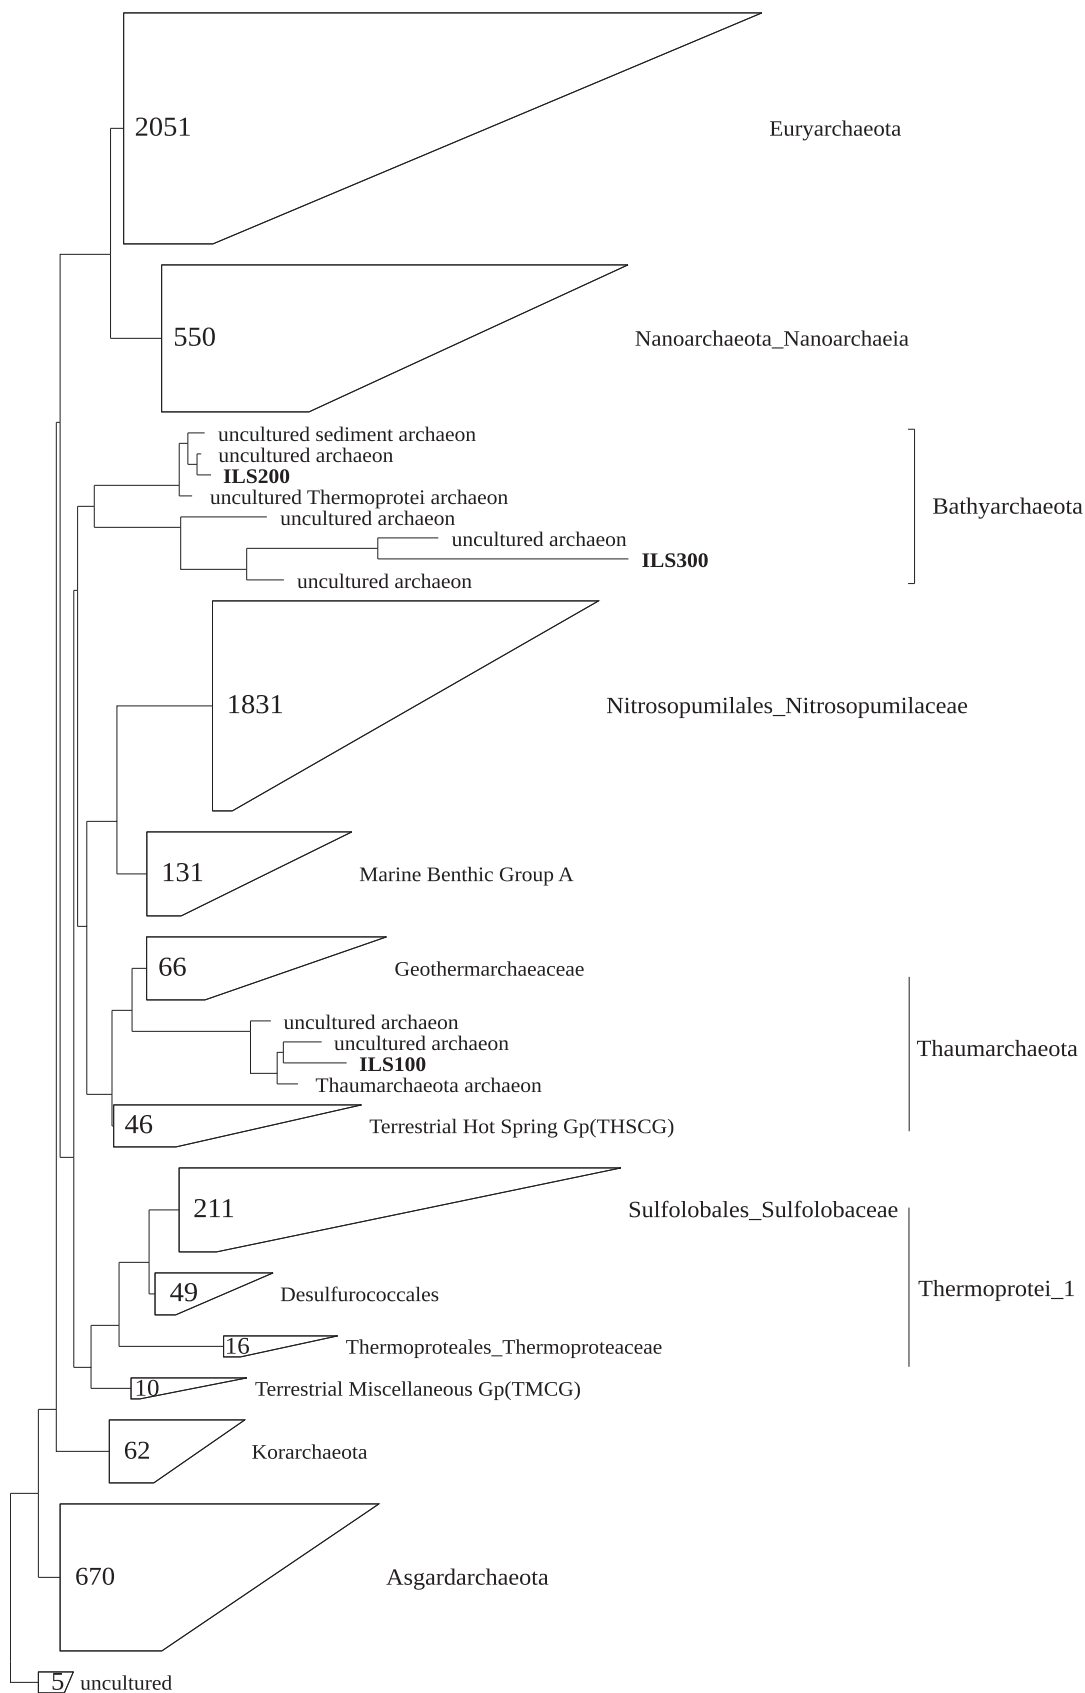 2051
Euryarchaeota
550
Nanoarchaeota_Nanoarchaeia
uncultured sediment archaeon
uncultured archaeon
ILS200
uncultured Thermoprotei archaeon
uncultured archaeon
uncultured archaeon
ILS300
uncultured archaeon
Bathyarchaeota
1831
Nitrosopumilales_Nitrosopumilaceae
131
Marine Benthic Group A
66
Geothermarchaeaceae
uncultured archaeon
uncultured archaeon
ILS100
Thaumarchaeota archaeon
Thaumarchaeota
46
Terrestrial Hot Spring Gp(THSCG)
211
Sulfolobales_Sulfolobaceae
49
Desulfurococcales
Thermoprotei_1
16
Thermoproteales_Thermoproteaceae
10
Terrestrial Miscellaneous Gp(TMCG)
62
Korarchaeota
670
Asgardarchaeota
5
uncultured